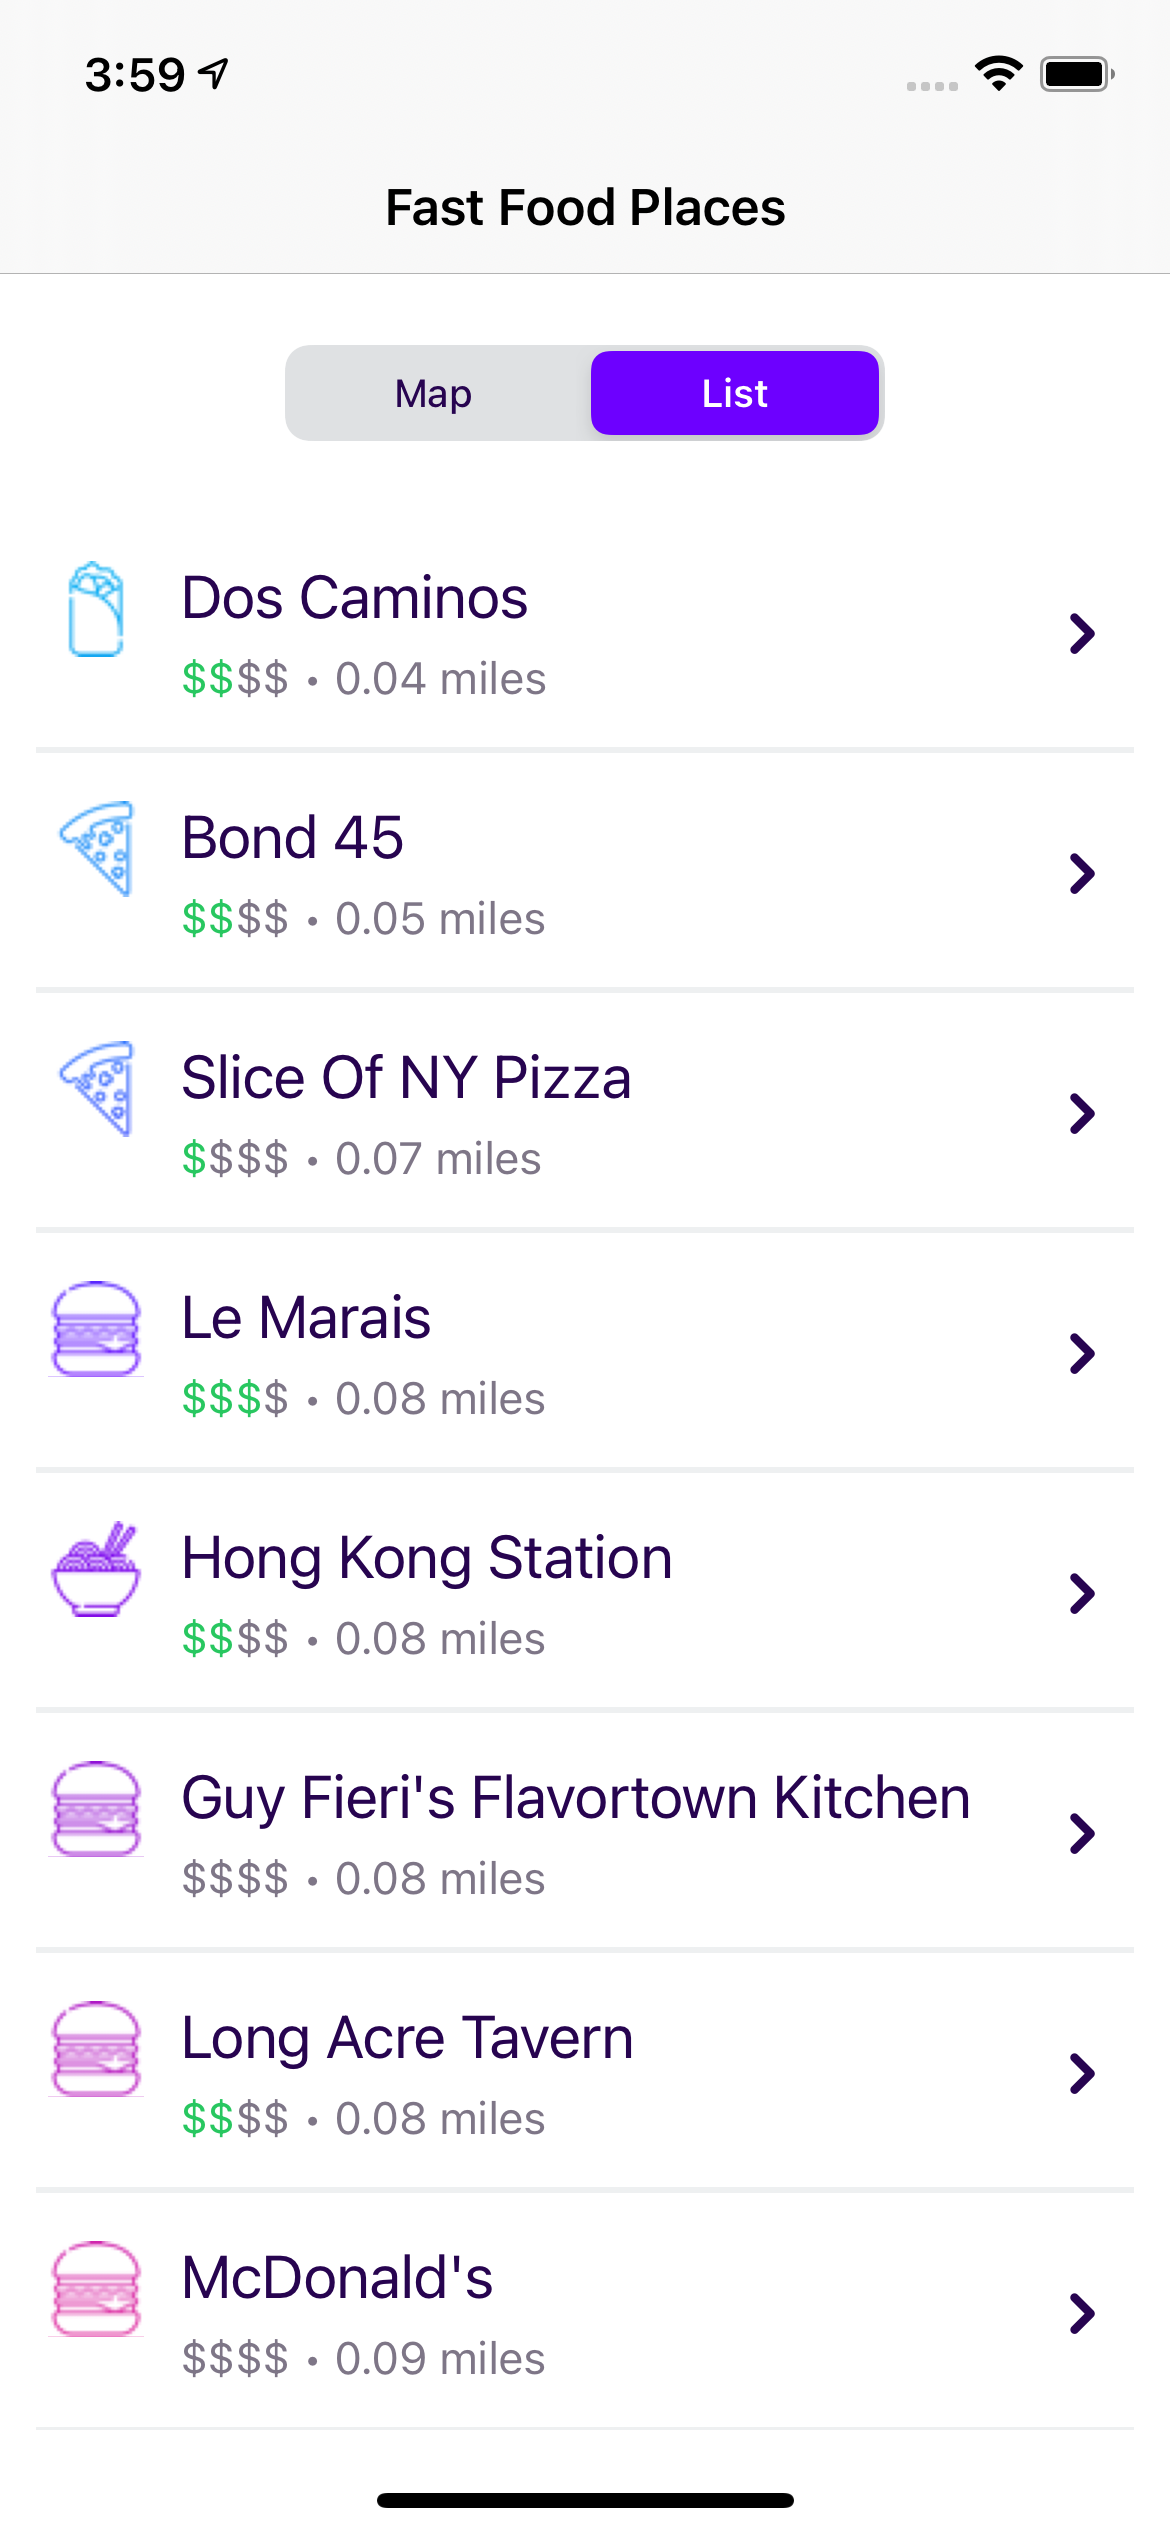 3:59
Fast Food Places
Map
List
Dos Caminos
$$$$ • 0.04 miles
Bond 45
$$$$ • 0.05 miles
Slice Of NY Pizza
$$$$ • 0.07 miles
Le Marais
$$$$ • 0.08 miles
Hong Kong Station
$$$$ • 0.08 miles
Guy Fieri's Flavortown Kitchen
$$$$ • 0.08 miles
Long Acre Tavern
$$$$ • 0.08 miles
McDonald's
$$$$ • 0.09 miles